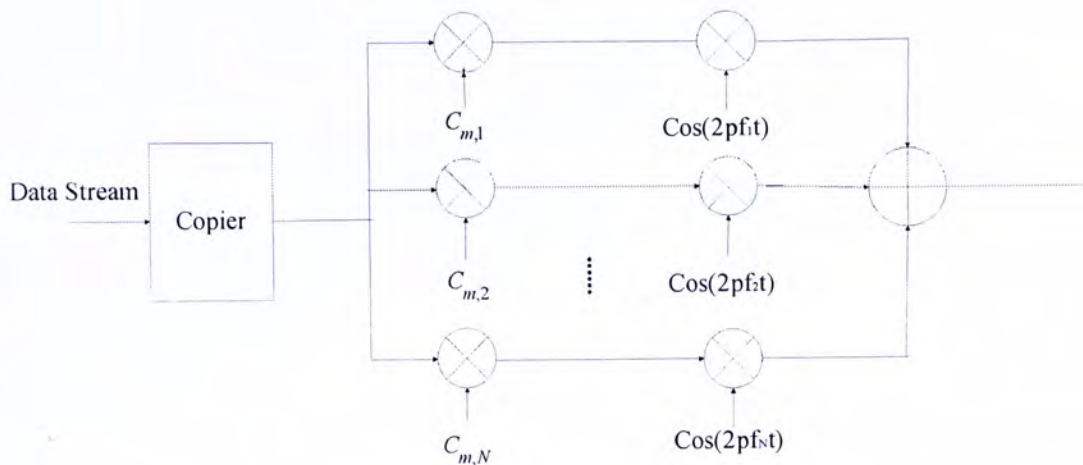 C_{m,1}
Cos(2pf₁t)
Data Stream
Copier
C_{m,2}
Cos(2pf₂t)
C_{m,N}
Cos(2pf_Nt)